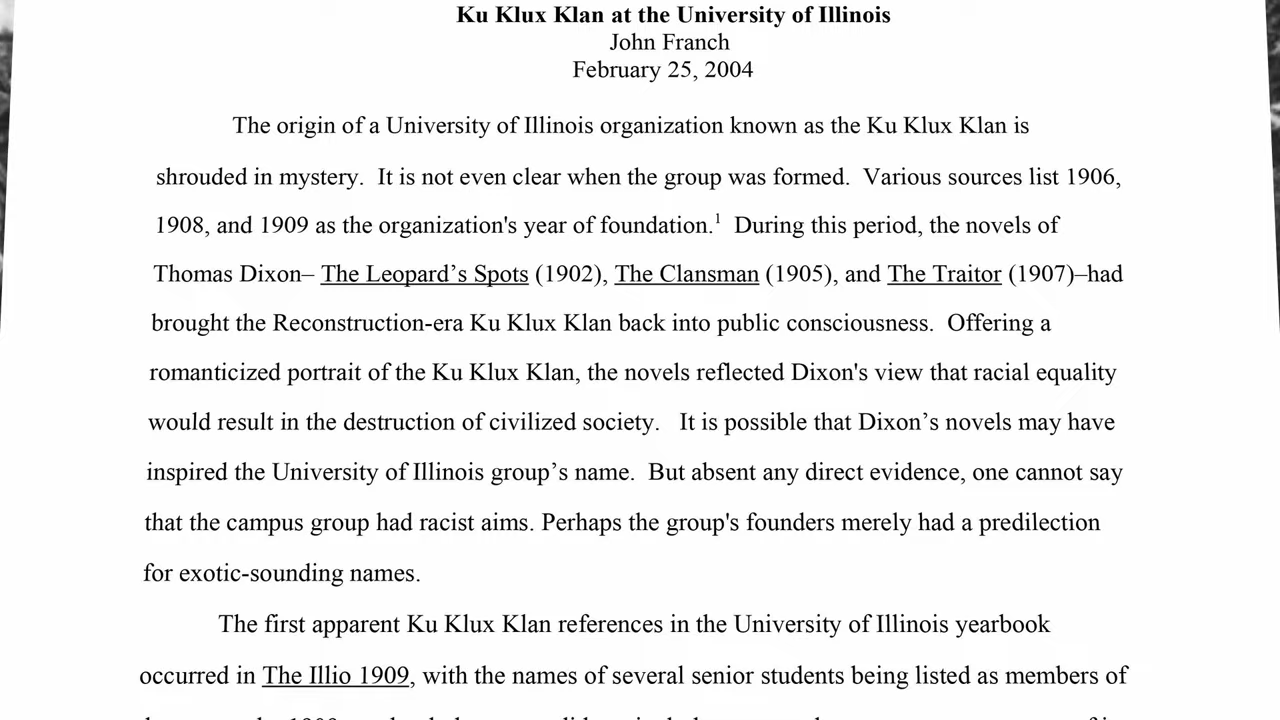 Ku Klux Klan at the University of Illinois
John Franch
February 25, 2004
The origin of a University of Illinois organization known as the Ku Klux Klan is
shrouded in mystery.  It is not even clear when the group was formed.  Various sources list 1906,
1908, and 1909 as the organization's year of foundation.1  During this period, the novels of
Thomas Dixon– The Leopard’s Spots (1902), The Clansman (1905), and The Traitor (1907)–had
brought the Reconstruction-era Ku Klux Klan back into public consciousness.  Offering a
romanticized portrait of the Ku Klux Klan, the novels reflected Dixon's view that racial equality
would result in the destruction of civilized society.   It is possible that Dixon’s novels may have
inspired the University of Illinois group’s name.  But absent any direct evidence, one cannot say
that the campus group had racist aims. Perhaps the group's founders merely had a predilection
for exotic-sounding names.
The first apparent Ku Klux Klan references in the University of Illinois yearbook
occurred in The Illio 1909, with the names of several senior students being listed as members of